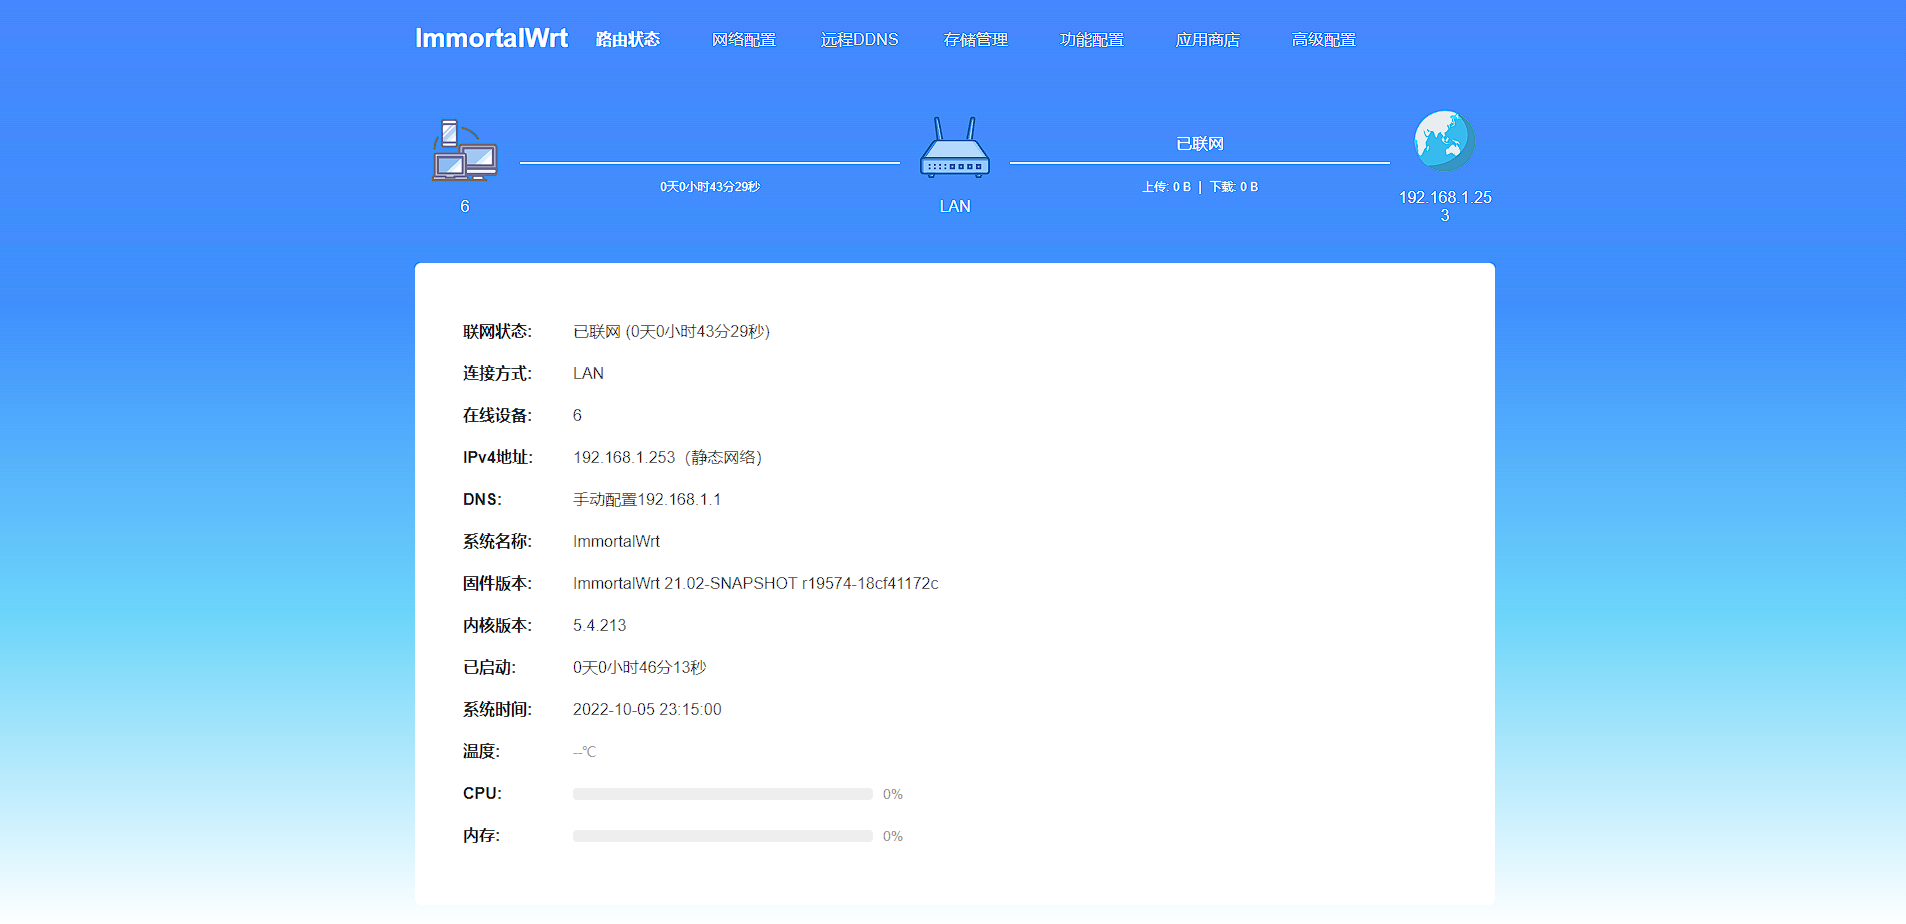 ImmortalWrt 路由状态 网络配置 远程DDNS 存储管理 功能配置 应用商店 高级配置
已联网
0天0小时43分29秒
上传: 0 B | 下载: 0 B
6
LAN
192.168.1.25
3
联网状态: 已联网 (0天0小时43分29秒)
连接方式: LAN
在线设备: 6
IPv4地址: 192.168.1.253（静态网络）
DNS: 手动配置192.168.1.1
系统名称: ImmortalWrt
固件版本: ImmortalWrt 21.02-SNAPSHOT r19574-18cf41172c
内核版本: 5.4.213
已启动: 0天0小时46分13秒
系统时间: 2022-10-05 23:15:00
温度: --℃
CPU: 0%
内存: 0%